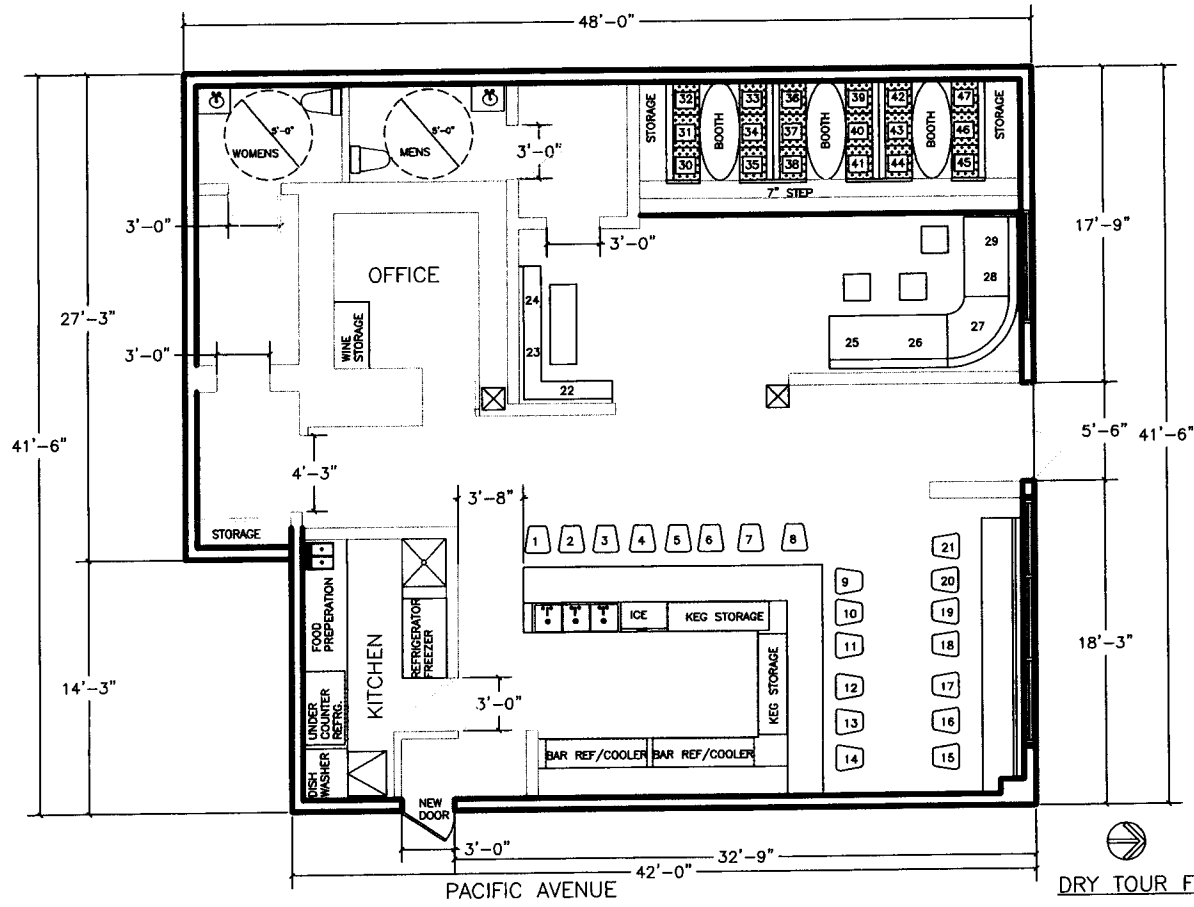 48'-0"
STORAGE
32
31
30
BOOTH
33
34
35
36
37
38
BOOTH
39
40
41
42
43
44
BOOTH
47
46
45
STORAGE
5'-0"
WOMENS
5'-0"
MENS
3'-0"
7" STEP
3'-0"
3'-0"
17'-9"
OFFICE
29
28
27
25
26
24
23
22
27'-3"
3'-0"
WINE
STORAGE
41'-6"
5'-6"
41'-6"
4'-3"
3'-8"
STORAGE
1
2
3
4
5
6
7
8
21
9
20
10
19
11
18
12
17
13
16
14
15
FOOD
PREPERATION
REFRIGERATOR
FREEZER
KITCHEN
ICE
KEG STORAGE
KEG STORAGE
18'-3"
14'-3"
UNDER
COUNTER
REFRG.
3'-0"
BAR REF/COOLER
BAR REF/COOLER
DISH
WASHER
NEW
DOOR
3'-0"
32'-9"
42'-0"
PACIFIC AVENUE
DRY TOUR F